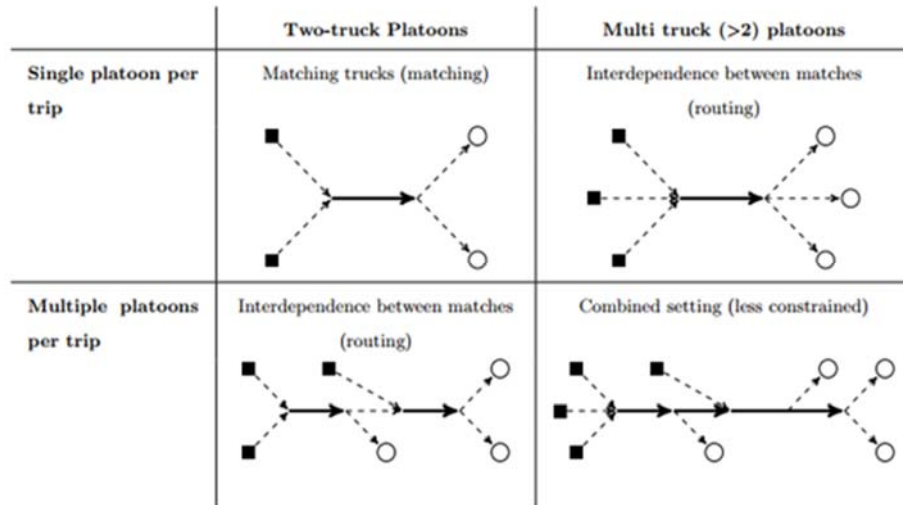 Two-truck Platoons
Multi truck (>2) platoons
Single platoon per
trip
Matching trucks (matching)
Interdependence between matches
(routing)
Multiple platoons
per trip
Interdependence between matches
(routing)
Combined setting (less constrained)